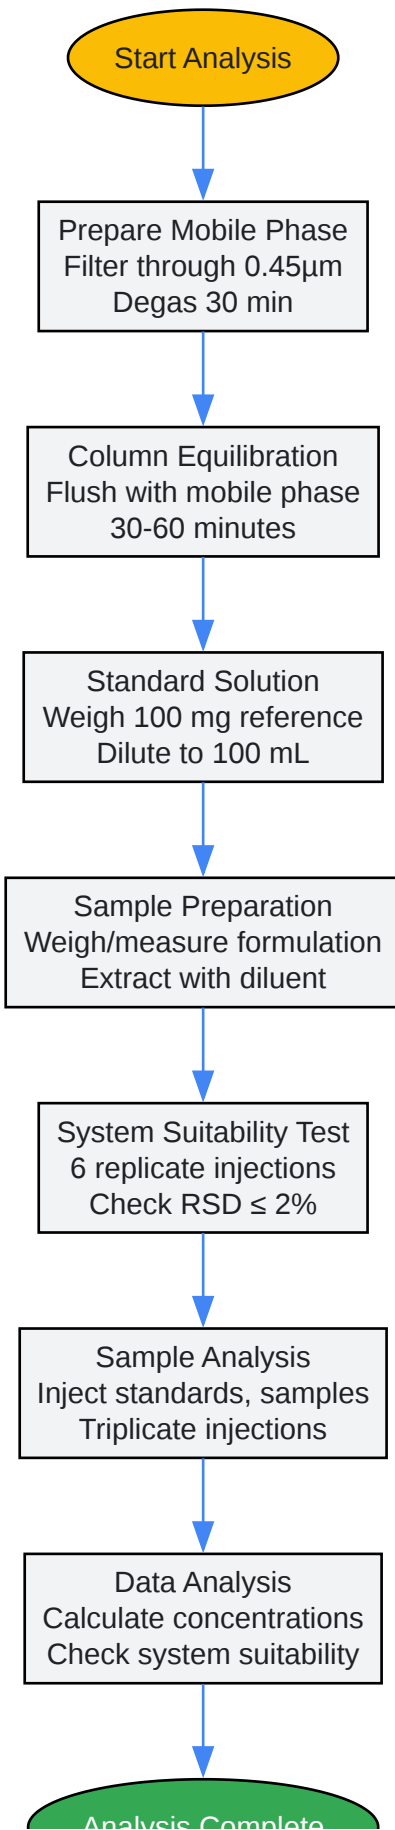 Start Analysis
Prepare Mobile Phase
Filter through 0.45µm
Degas 30 min
Column Equilibration
Flush with mobile phase
30-60 minutes
Standard Solution
Weigh 100 mg reference
Dilute to 100 mL
Sample Preparation
Weigh/measure formulation
Extract with diluent
System Suitability Test
6 replicate injections
Check RSD ≤ 2%
Sample Analysis
Inject standards, samples
Triplicate injections
Data Analysis
Calculate concentrations
Check system suitability
Analysis Complete